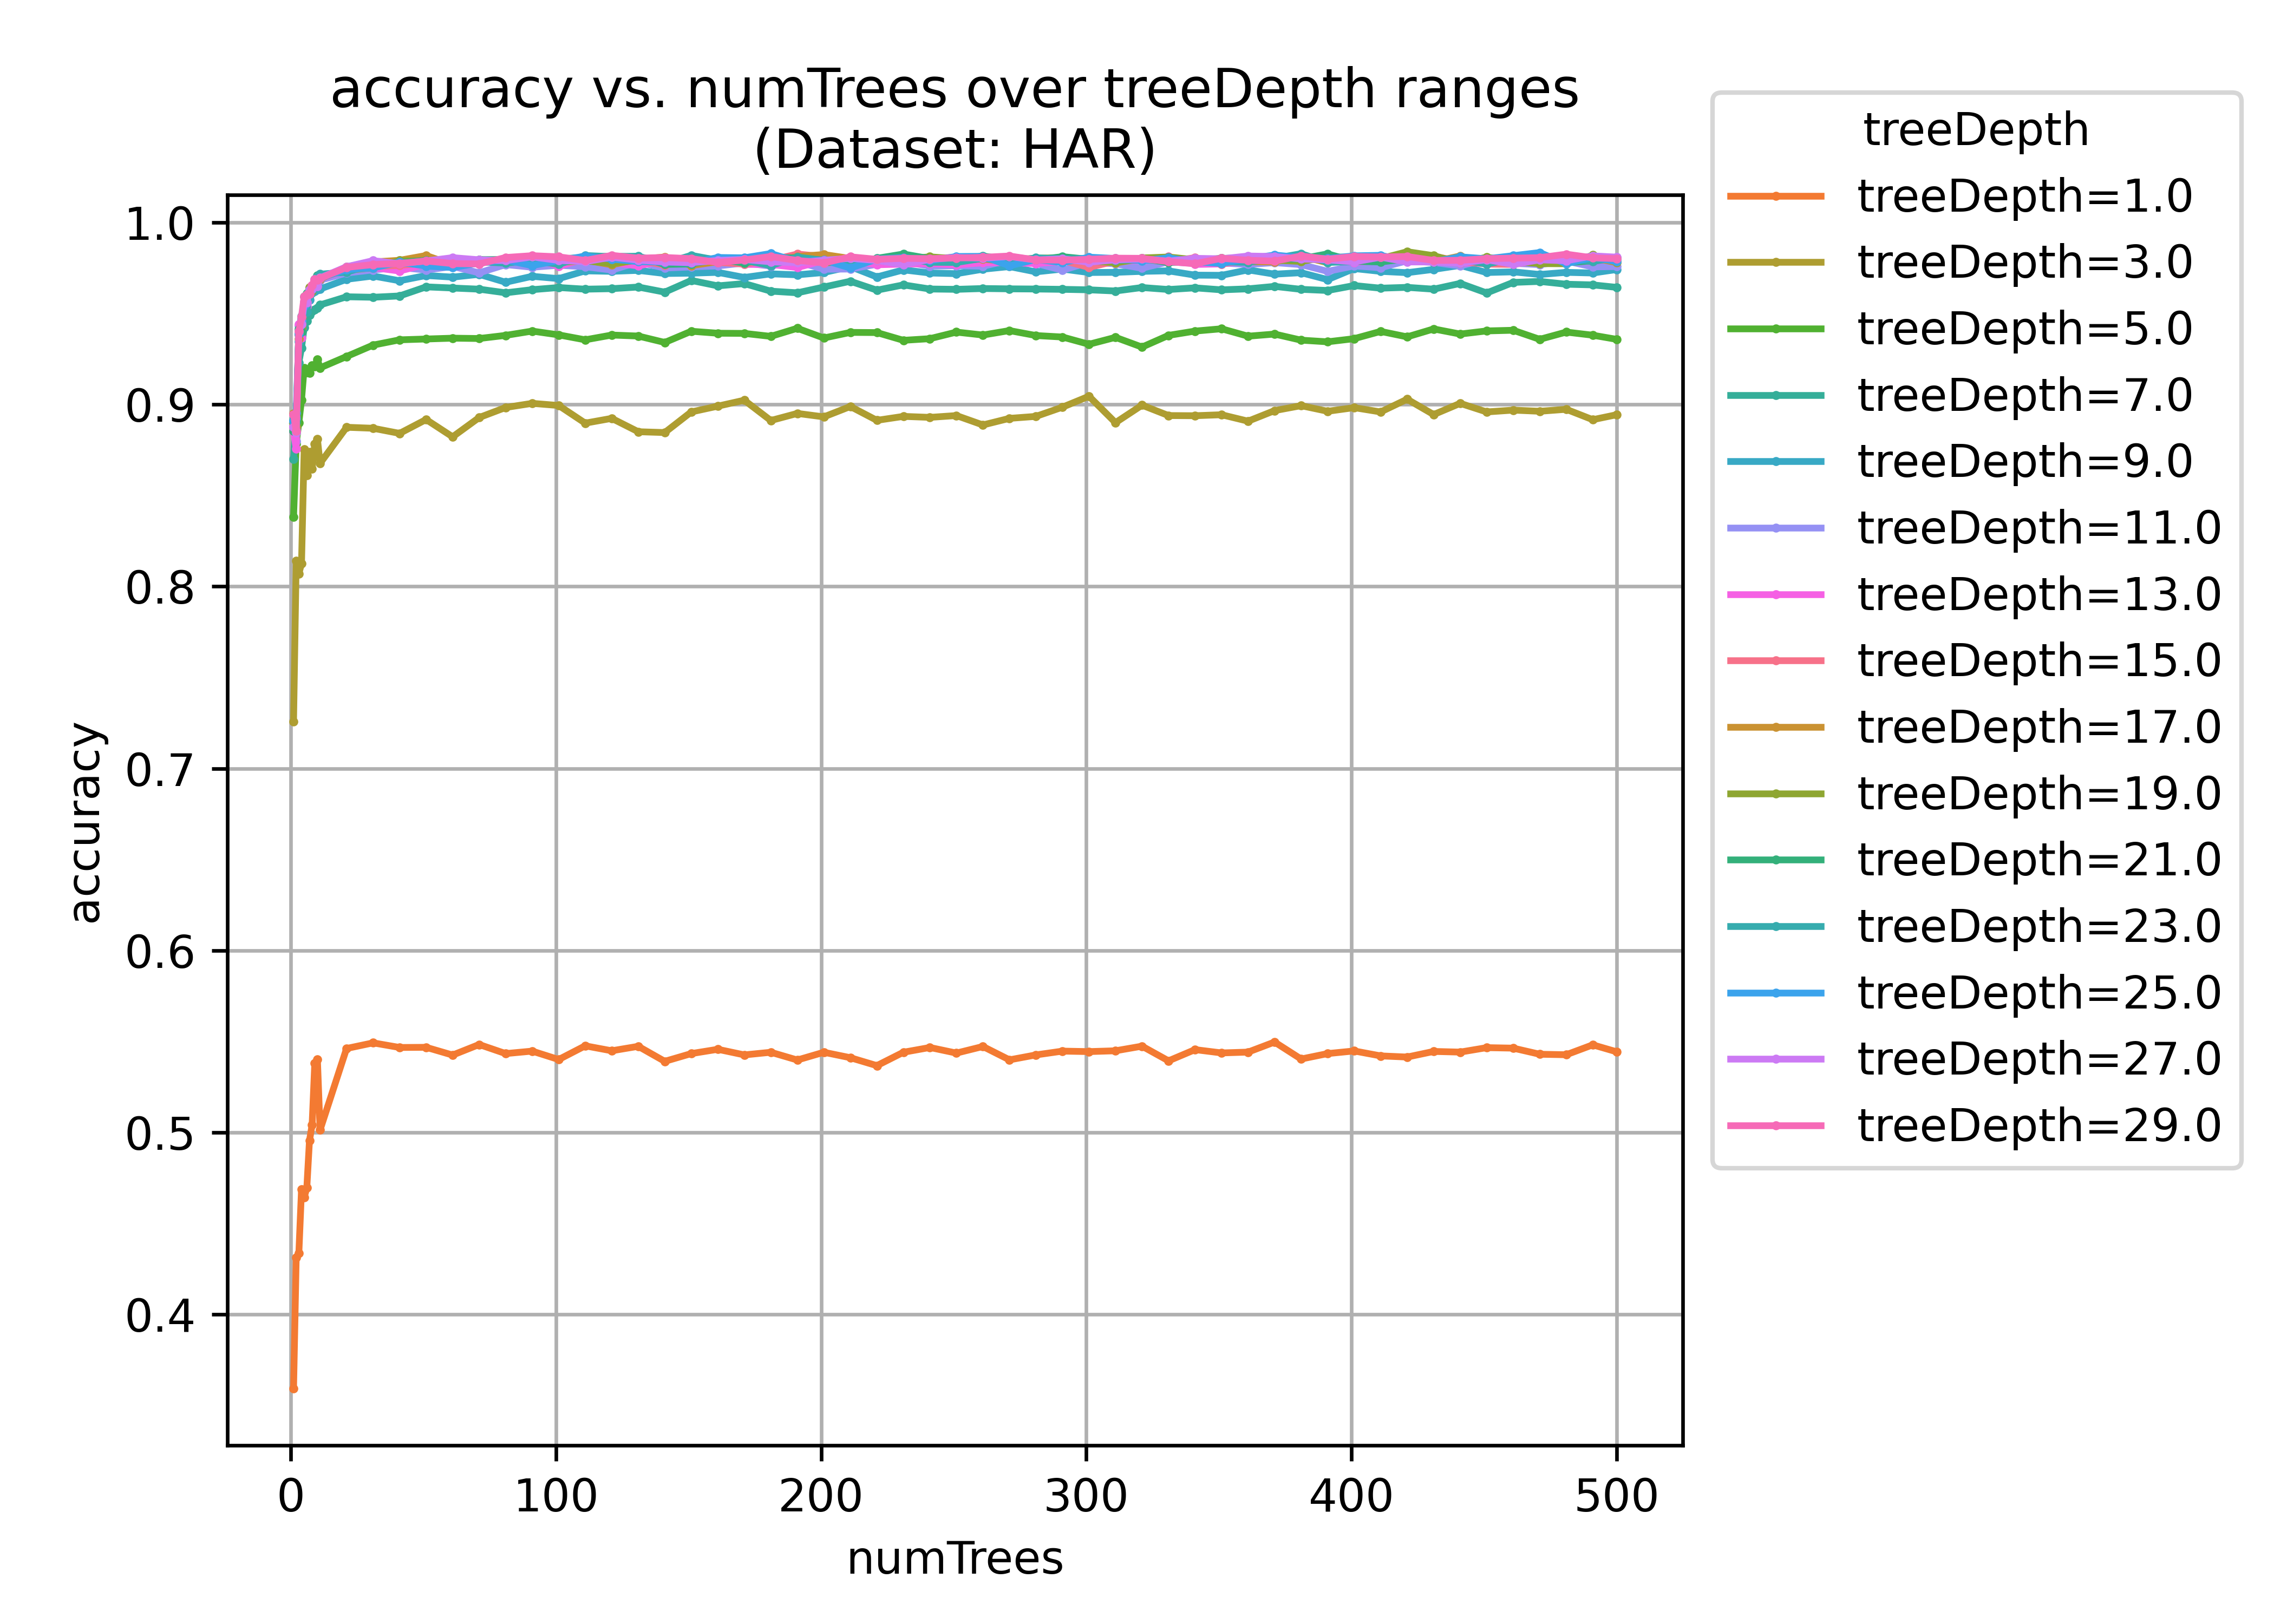 accuracy vs. numTrees over treeDepth ranges
(Dataset: HAR)
treeDepth
treeDepth=1.0
treeDepth=3.0
treeDepth=5.0
treeDepth=7.0
treeDepth=9.0
treeDepth=11.0
treeDepth=13.0
treeDepth=15.0
treeDepth=17.0
treeDepth=19.0
treeDepth=21.0
treeDepth=23.0
treeDepth=25.0
treeDepth=27.0
treeDepth=29.0
accuracy
1.0
0.9
0.8
0.7
0.6
0.5
0.4
0 100 200 300 400 500
numTrees